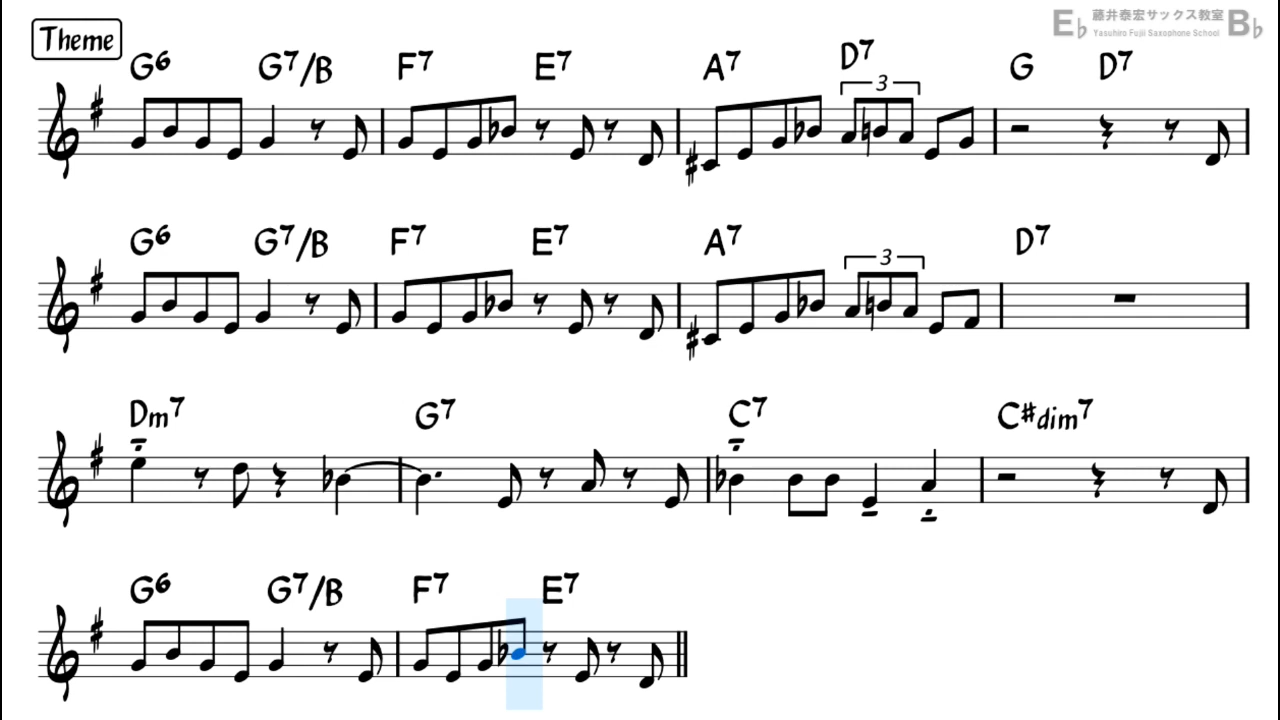 Theme
E♭ 藤井泰宏サックス教室 B♭
Yasuhiro Fujii Saxophone School
G6 G7/B F7 E7 A7 D7 G D7
3
G6 G7/B F7 E7 A7 D7
3
Dm7 G7 C7 C#dim7
G6 G7/B F7 E7